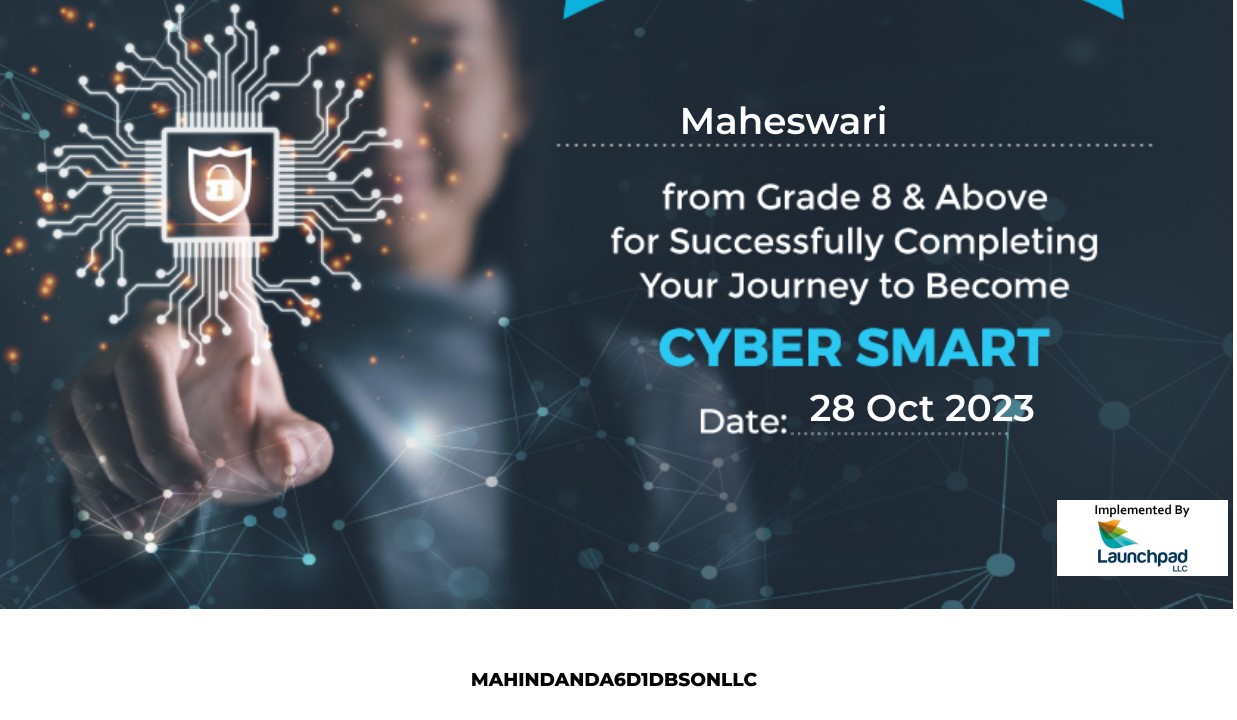 Maheswari
from Grade 8 & Above
for Successfully Completing
Your Journey to Become
CYBER SMART
Date: 28 Oct 2023
Implemented By
Launchpad
LLC
MAHINDANDA6D1DBSONLLC